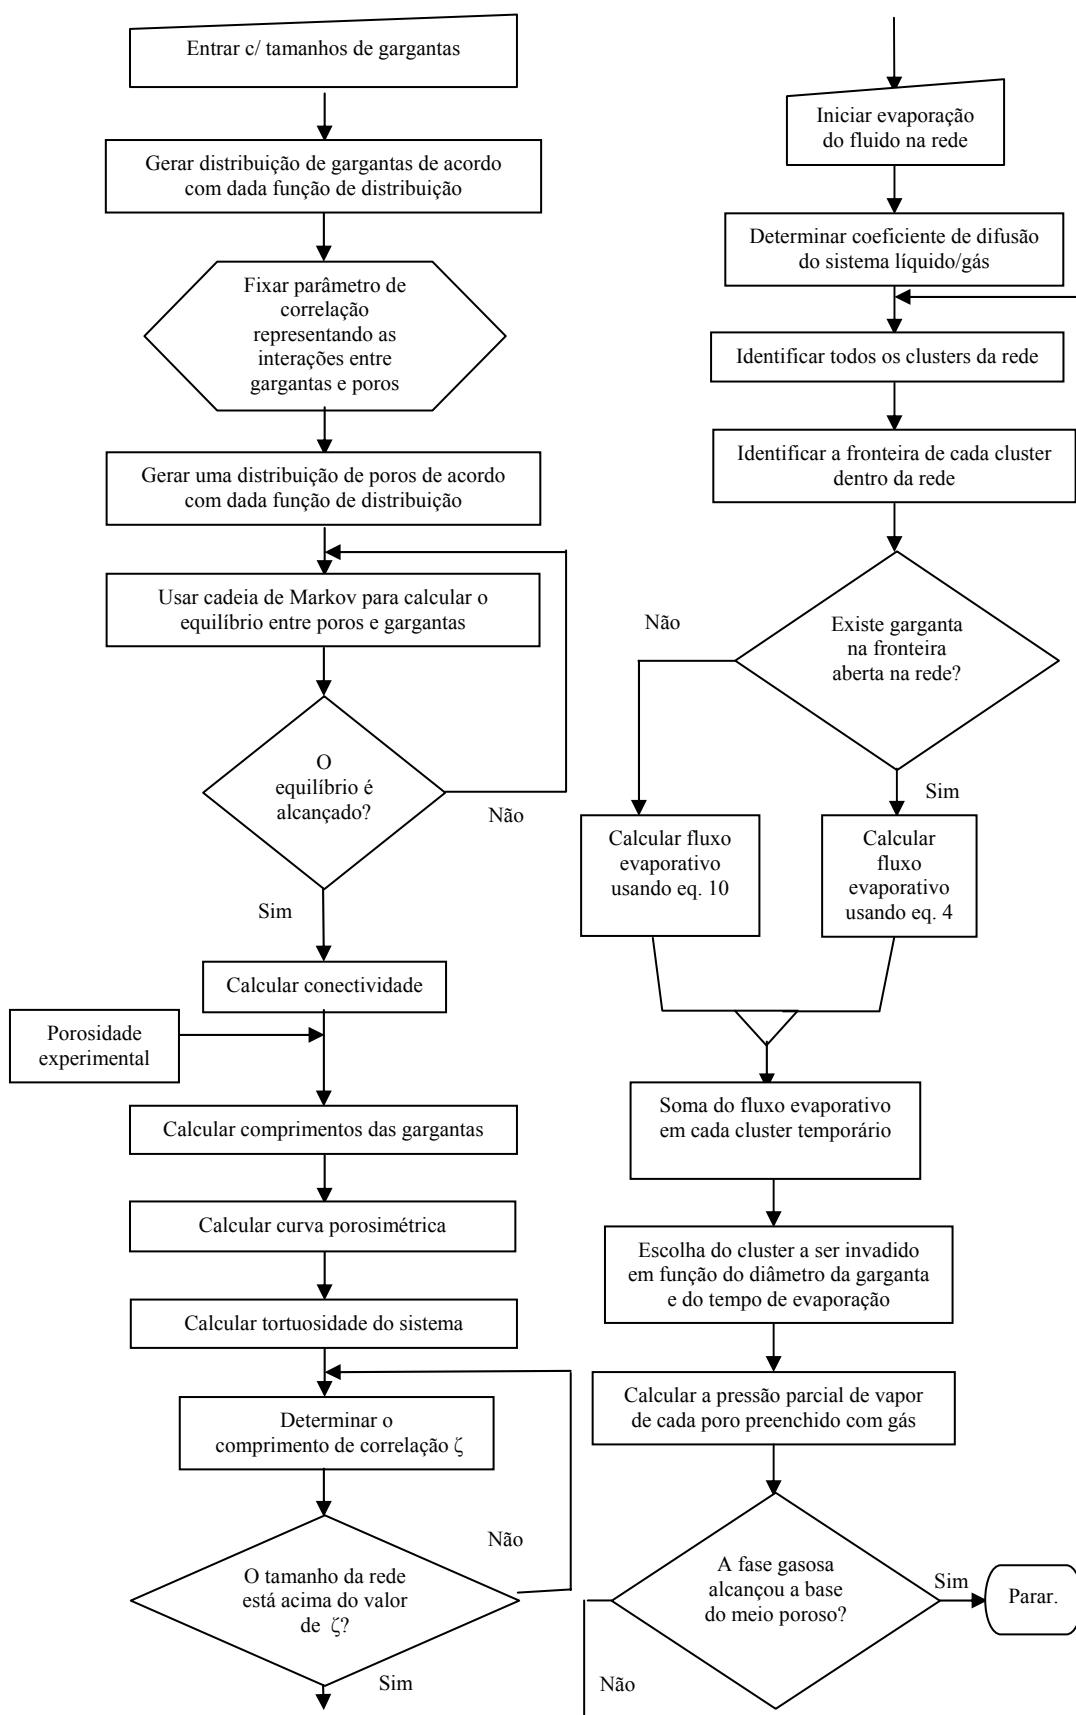 Entrar c/ tamanhos de gargantas
Gerar distribuição de gargantas de acordo
com dada função de distribuição
Fixar parâmetro de
correlação
representando as
interações entre
gargantas e poros
Gerar uma distribuição de poros de acordo
com dada função de distribuição
Usar cadeia de Markov para calcular o
equilíbrio entre poros e gargantas
O
equilíbrio é
alcançado?
Não
Sim
Calcular conectividade
Porosidade
experimental
Calcular comprimentos das gargantas
Calcular curva porosimétrica
Calcular tortuosidade do sistema
Determinar o
comprimento de correlação ζ
Não
O tamanho da rede
está acima do valor
de ζ?
Sim
Iniciar evaporação
do fluido na rede
Determinar coeficiente de difusão
do sistema líquido/gás
Identificar todos os clusters da rede
Identificar a fronteira de cada cluster
dentro da rede
Não
Existe garganta
na fronteira
aberta na rede?
Sim
Calcular fluxo
evaporativo
usando eq. 10
Calcular
fluxo
evaporativo
usando eq. 4
Soma do fluxo evaporativo
em cada cluster temporário
Escolha do cluster a ser invadido
em função do diâmetro da garganta
e do tempo de evaporação
Calcular a pressão parcial de vapor
de cada poro preenchido com gás
A fase gasosa
alcançou a base
do meio poroso?
Sim
Parar.
Não